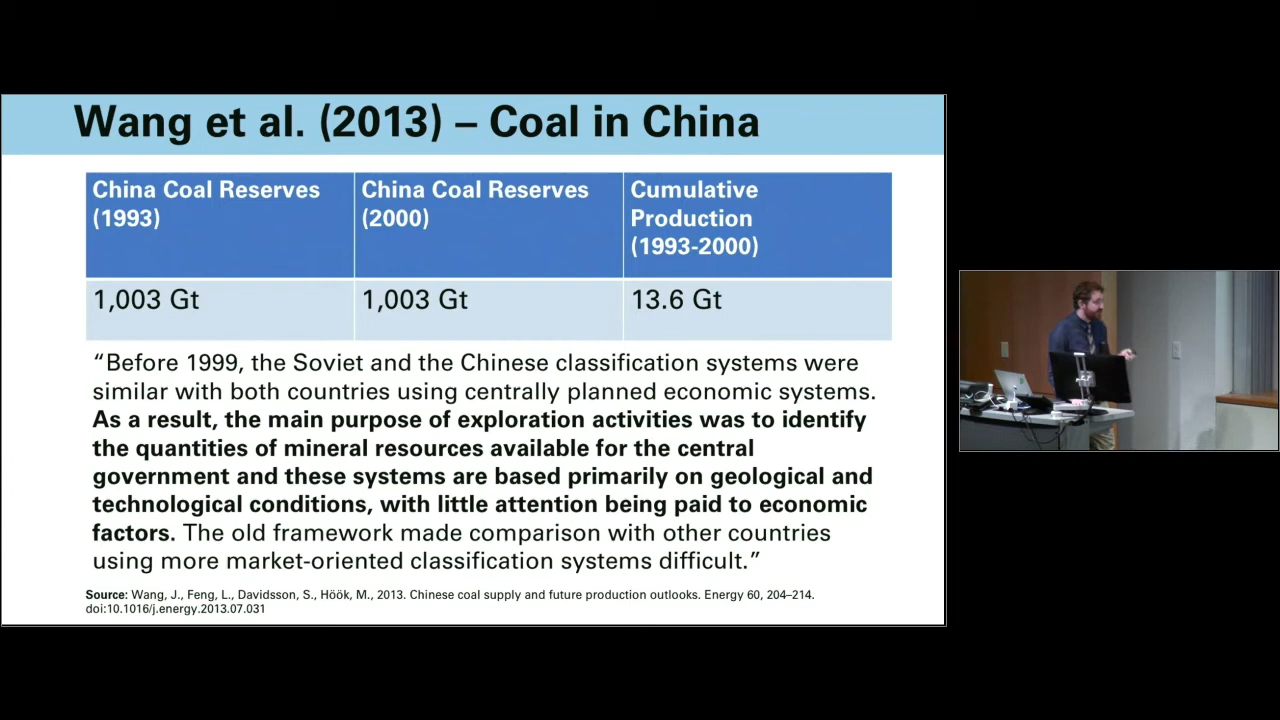 Wang et al. (2013) – Coal in China
China Coal Reserves
(1993)
China Coal Reserves
(2000)
Cumulative
Production
(1993-2000)
1,003 Gt
1,003 Gt
13.6 Gt
“Before 1999, the Soviet and the Chinese classification systems were
similar with both countries using centrally planned economic systems.
As a result, the main purpose of exploration activities was to identify
the quantities of mineral resources available for the central
government and these systems are based primarily on geological and
technological conditions, with little attention being paid to economic
factors. The old framework made comparison with other countries
using more market-oriented classification systems difficult.”
Source: Wang, J., Feng, L., Davidsson, S., Höök, M., 2013. Chinese coal supply and future production outlooks. Energy 60, 204–214.
doi:10.1016/j.energy.2013.07.031